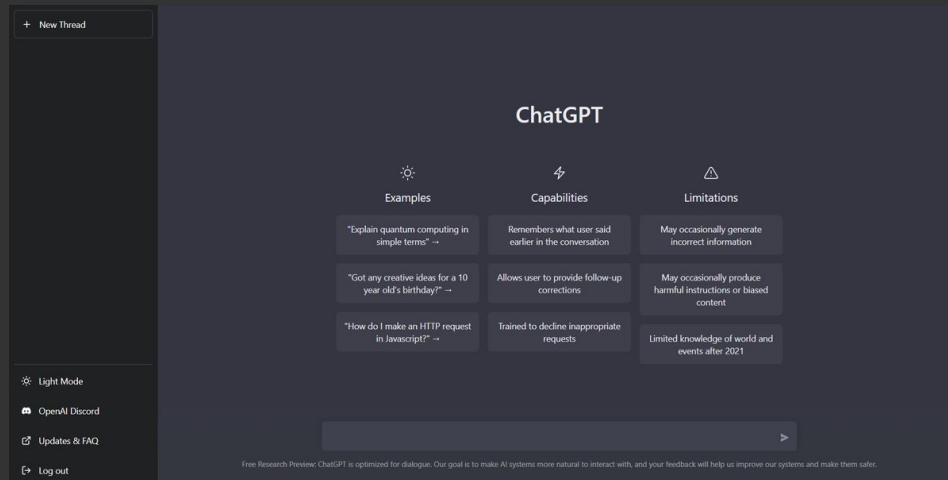 + New Thread
ChatGPT
Examples
"Explain quantum computing in
simple terms" →
"Got any creative ideas for a 10
year old's birthday?" →
"How do I make an HTTP request
in Javascript?" →
Capabilities
Remembers what user said
earlier in the conversation
Allows user to provide follow-up
corrections
Trained to decline inappropriate
requests
Limitations
May occasionally generate
incorrect information
May occasionally produce
harmful instructions or biased
content
Limited knowledge of world and
events after 2021
Light Mode
OpenAI Discord
Updates & FAQ
Log out
Free Research Preview: ChatGPT is optimized for dialogue. Our goal is to make AI systems more natural to interact with, and your feedback will help us improve our systems and make them safer.